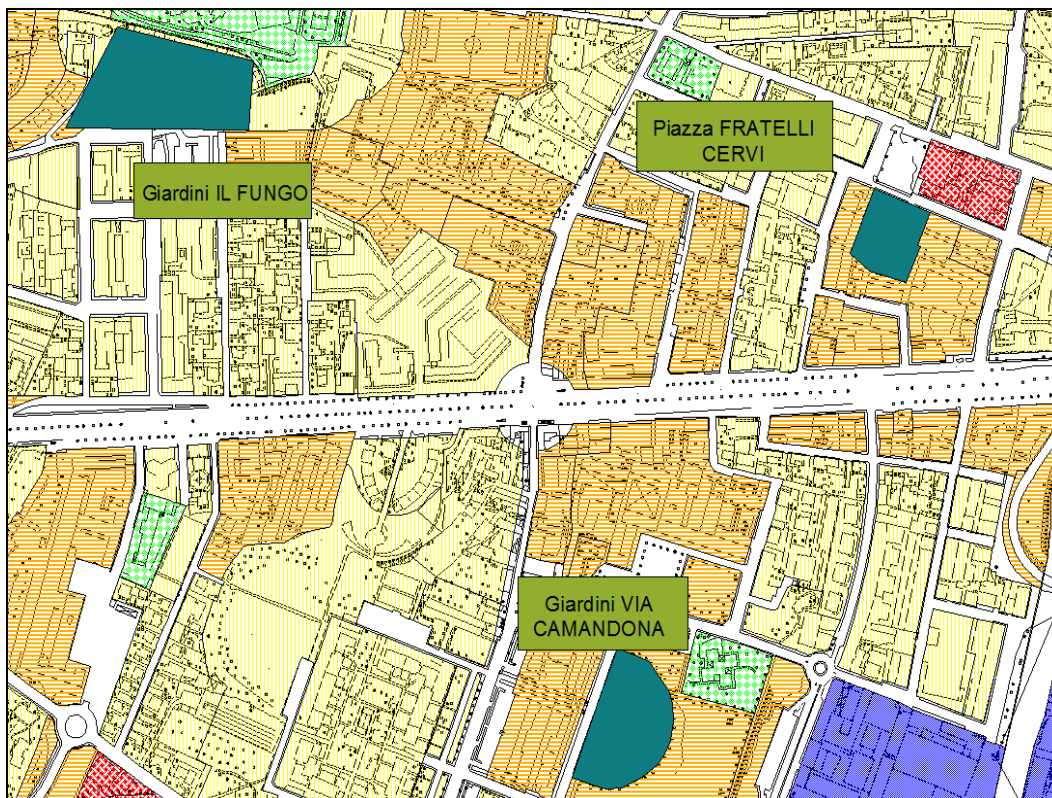 Piazza FRATELLI
CERVI
Giardini IL FUNGO
Giardini VIA
CAMANDONA